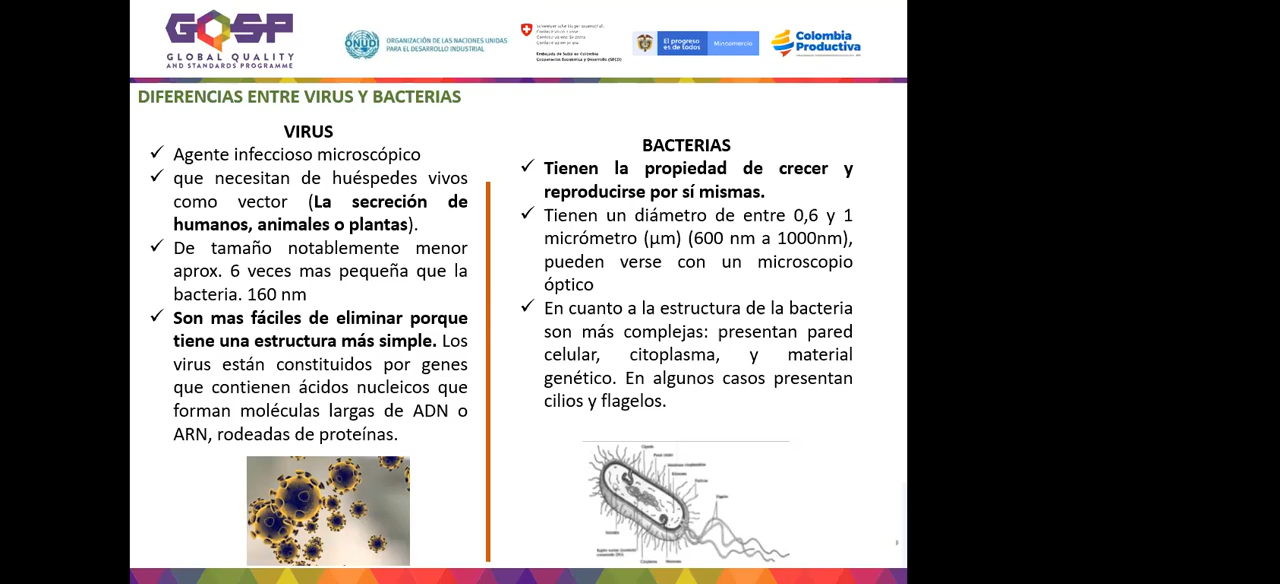 GQSP
GLOBAL QUALITY
AND STANDARDS PROGRAMME
ONUDI
ORGANIZACIÓN DE LAS NACIONES UNIDAS
PARA EL DESARROLLO INDUSTRIAL
El progreso
es de todos
Mincomercio
Colombia
Productiva
DIFERENCIAS ENTRE VIRUS Y BACTERIAS
VIRUS
✓ Agente infeccioso microscópico
✓ que necesitan de huéspedes vivos
como vector (La secreción de
humanos, animales o plantas).
✓ De tamaño notablemente menor
aprox. 6 veces mas pequeña que la
bacteria. 160 nm
✓ Son mas fáciles de eliminar porque
tiene una estructura más simple. Los
virus están constituidos por genes
que contienen ácidos nucleicos que
forman moléculas largas de ADN o
ARN, rodeadas de proteínas.
BACTERIAS
✓ Tienen la propiedad de crecer y
reproducirse por sí mismas.
✓ Tienen un diámetro de entre 0,6 y 1
micrómetro (μm) (600 nm a 1000nm),
pueden verse con un microscopio
óptico
✓ En cuanto a la estructura de la bacteria
son más complejas: presentan pared
celular, citoplasma, y material
genético. En algunos casos presentan
cilios y flagelos.